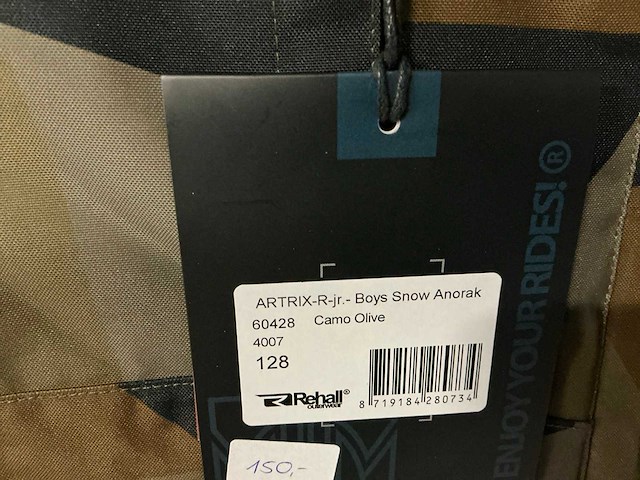 ENJOY YOUR RIDES!®
ARTRIX-R-jr.- Boys Snow Anorak
60428 Camo Olive
4007
128
Rehall®
outerwear
8 719184 280734
150,-